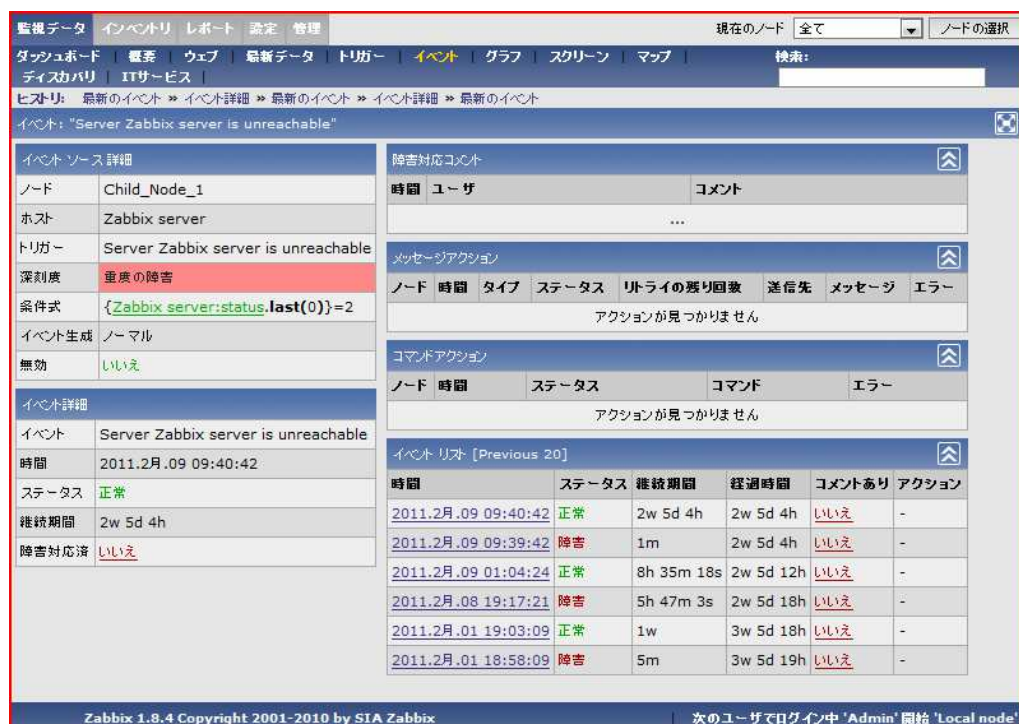 監視データ インベントリ レポート 設定 管理 現在のノード 全て ノードの選択
ダッシュボード | 概要 | ウェブ | 最新データ | トリガー | イベント | グラフ | スクリーン | マップ | 検索:
ディスカバリ | ITサービス |
ヒストリ: 最新のイベント » イベント詳細 » 最新のイベント » イベント詳細 » 最新のイベント
イベント: "Server Zabbix server is unreachable"
イベントソース詳細
ノード Child_Node_1
ホスト Zabbix server
トリガー Server Zabbix server is unreachable
深刻度 重度の障害
条件式 {Zabbix server:status.last(0)}=2
イベント生成 ノーマル
無効 いいえ
イベント詳細
イベント Server Zabbix server is unreachable
時間 2011.2月.09 09:40:42
ステータス 正常
継続期間 2w 5d 4h
障害対応済 いいえ
障害対応コメント
時間 ユーザ コメント
...
メッセージアクション
ノード 時間 タイプ ステータス リトライの残り回数 送信先 メッセージ エラー
アクションが見つかりません
コマンドアクション
ノード 時間 ステータス コマンド エラー
アクションが見つかりません
イベントリスト [Previous 20]
時間 ステータス 継続期間 経過時間 コメントあり アクション
2011.2月.09 09:40:42 正常 2w 5d 4h 2w 5d 4h いいえ -
2011.2月.09 09:39:42 障害 1m 2w 5d 4h いいえ -
2011.2月.09 01:04:24 正常 8h 35m 18s 2w 5d 12h いいえ -
2011.2月.08 19:17:21 障害 5h 47m 3s 2w 5d 18h いいえ -
2011.2月.01 19:03:09 正常 1w 3w 5d 18h いいえ -
2011.2月.01 18:58:09 障害 5m 3w 5d 19h いいえ -
Zabbix 1.8.4 Copyright 2001-2010 by SIA Zabbix | 次のユーザでログイン中 'Admin' 開始 'Local node'